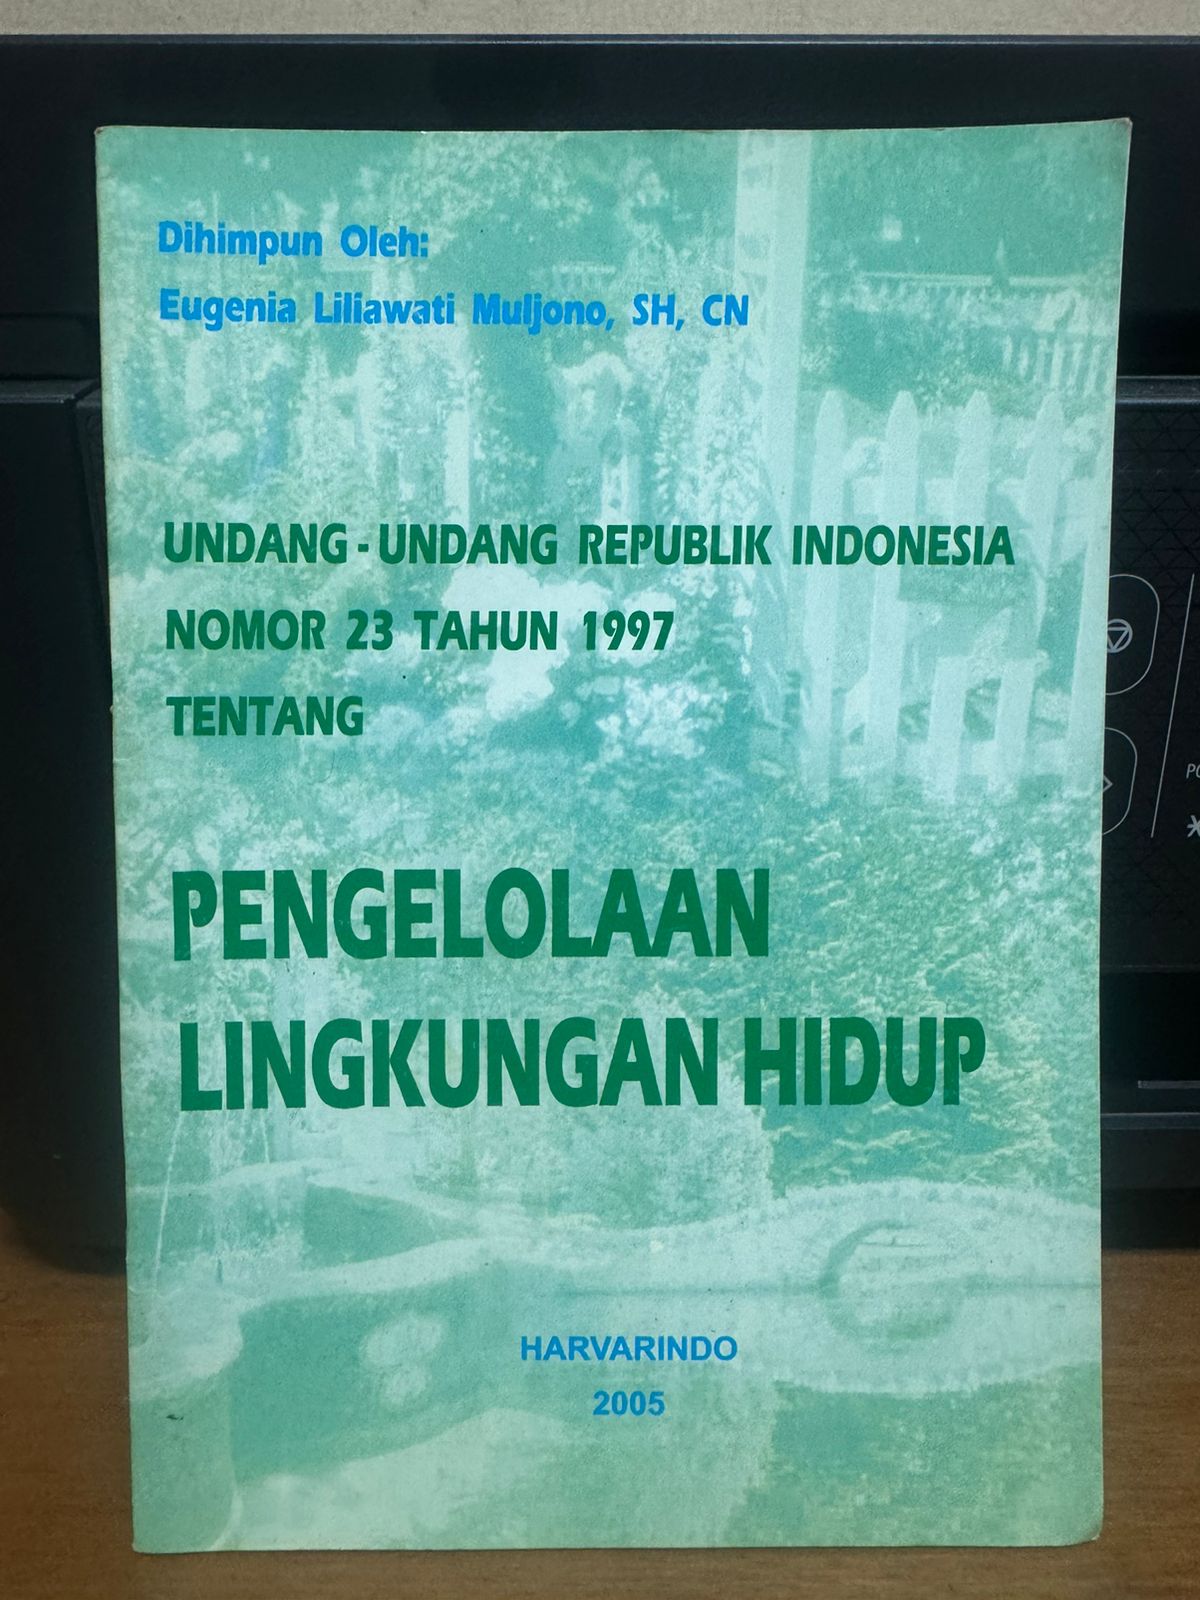 Dihimpun Oleh:
Eugenia Liliawati Muljono, SH, CN
UNDANG - UNDANG REPUBLIK INDONESIA
NOMOR 23 TAHUN 1997
TENTANG
PENGELOLAAN
LINGKUNGAN HIDUP
HARVARINDO
2005